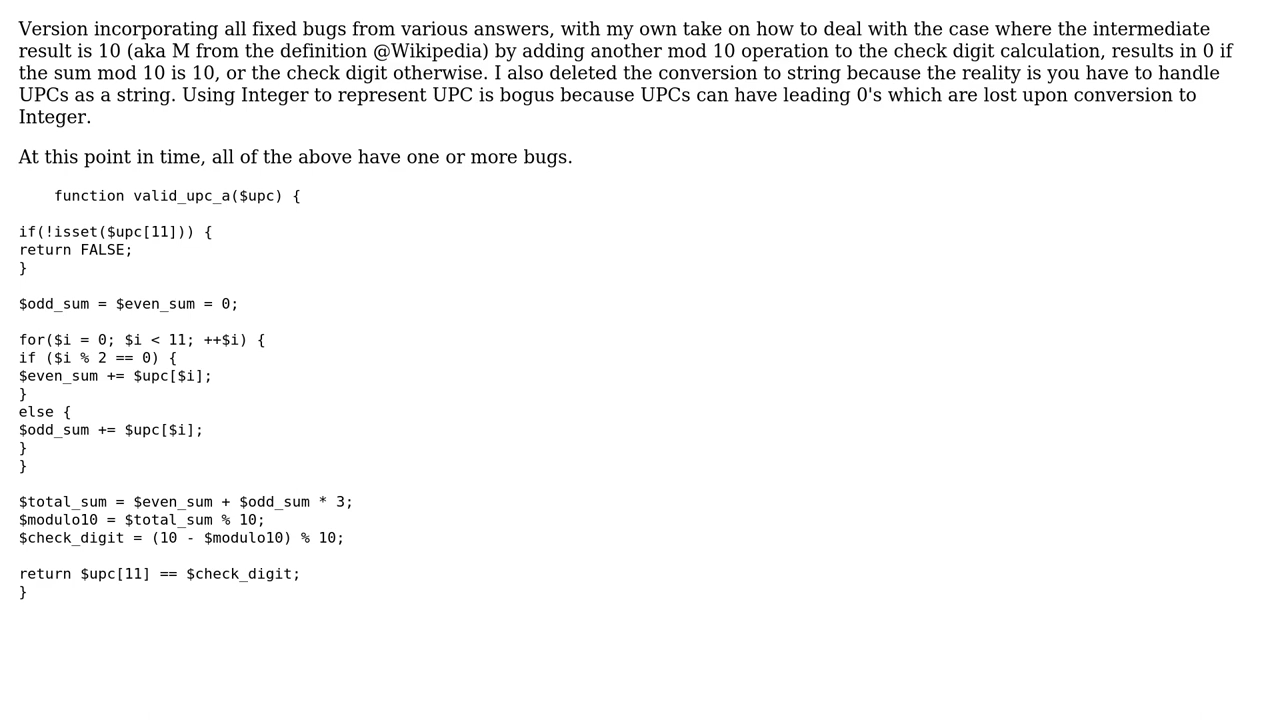 Version incorporating all fixed bugs from various answers, with my own take on how to deal with the case where the intermediate
result is 10 (aka M from the definition @Wikipedia) by adding another mod 10 operation to the check digit calculation, results in 0 if
the sum mod 10 is 10, or the check digit otherwise. I also deleted the conversion to string because the reality is you have to handle
UPCs as a string. Using Integer to represent UPC is bogus because UPCs can have leading 0's which are lost upon conversion to
Integer.
At this point in time, all of the above have one or more bugs.
function valid_upc_a($upc) {
if(!isset($upc[11])) {
return FALSE;
}
$odd_sum = $even_sum = 0;
for($i = 0; $i < 11; ++$i) {
if ($i % 2 == 0) {
$even_sum += $upc[$i];
}
else {
$odd_sum += $upc[$i];
}
}
$total_sum = $even_sum + $odd_sum * 3;
$modulo10 = $total_sum % 10;
$check_digit = (10 - $modulo10) % 10;
return $upc[11] == $check_digit;
}